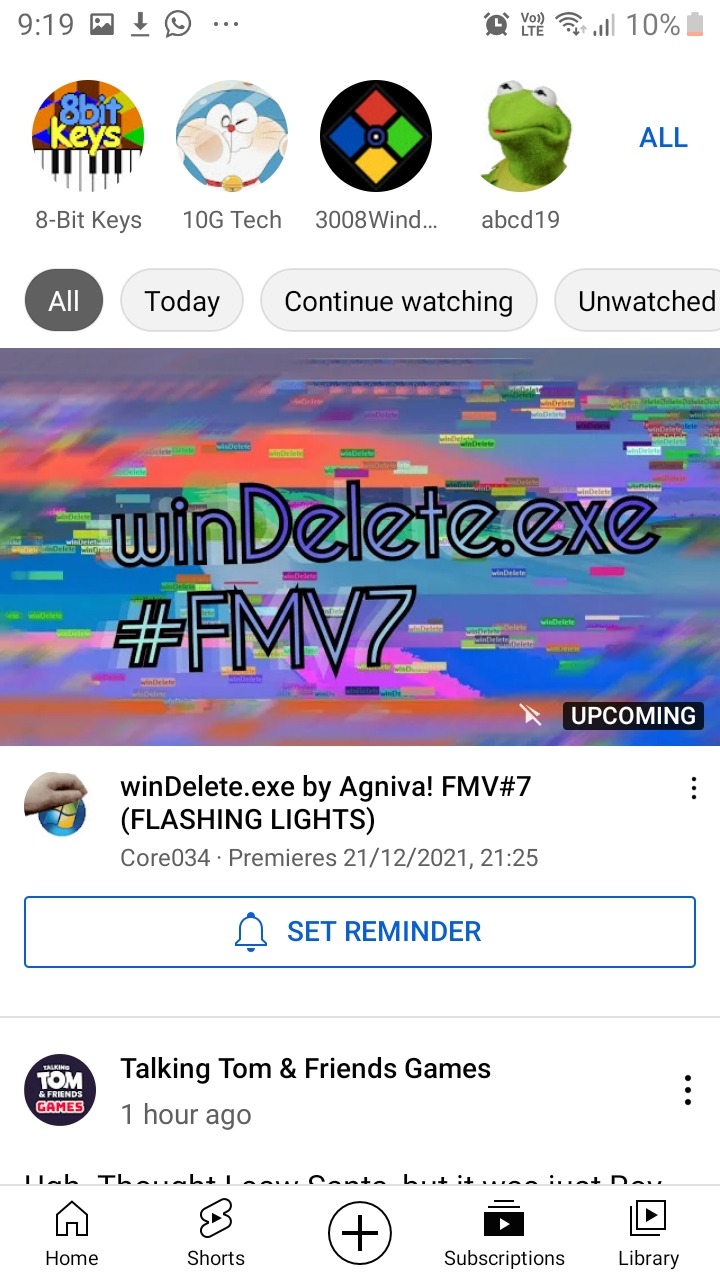 9:19
Vo))
LTE
10%
8bit
keys
8-Bit Keys
10G Tech
3008Wind...
abcd19
ALL
All
Today
Continue watching
Unwatched
winDelete.exe
#FMV7
UPCOMING
winDelete.exe by Agniva! FMV#7
(FLASHING LIGHTS)
Core034 · Premieres 21/12/2021, 21:25
SET REMINDER
TALKING
TOM
& FRIENDS
GAMES
Talking Tom & Friends Games
1 hour ago
Home
Shorts
Subscriptions
Library